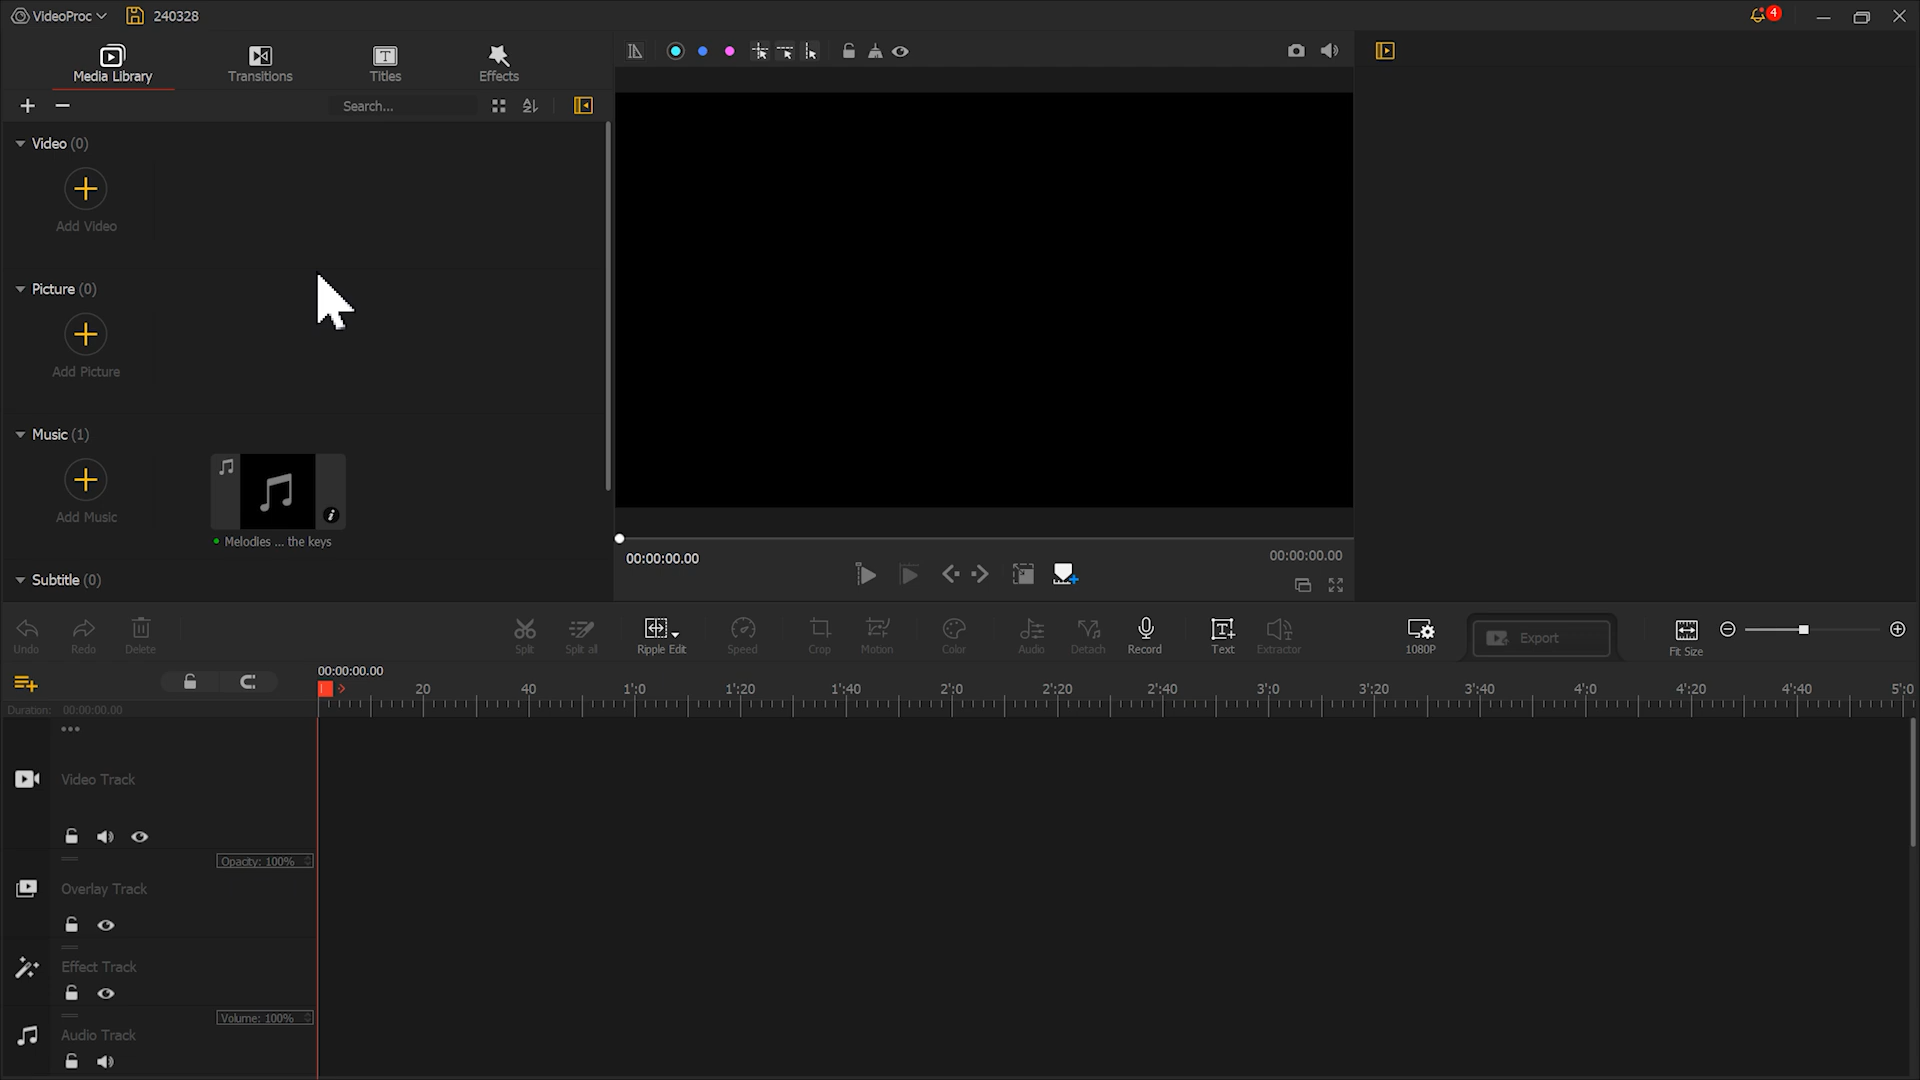 VideoProc
240328
4
Media Library
Transitions
Titles
Effects
Search...
Video (0)
Add Video
Picture (0)
Add Picture
Music (1)
Add Music
Melodies ... the keys
Subtitle (0)
00:00:00.00
00:00:00.00
Undo
Redo
Delete
Split
Split all
Ripple Edit
Speed
Crop
Motion
Color
Audio
Detach
Record
Text
Extractor
1080P
Export
Fit Size
00:00:00.00
20
40
1'0
1'20
1'40
2'0
2'20
2'40
3'0
3'20
3'40
4'0
4'20
4'40
5'0
Duration: 00:00:00.00
Video Track
Opacity: 100%
Overlay Track
Effect Track
Volume: 100%
Audio Track